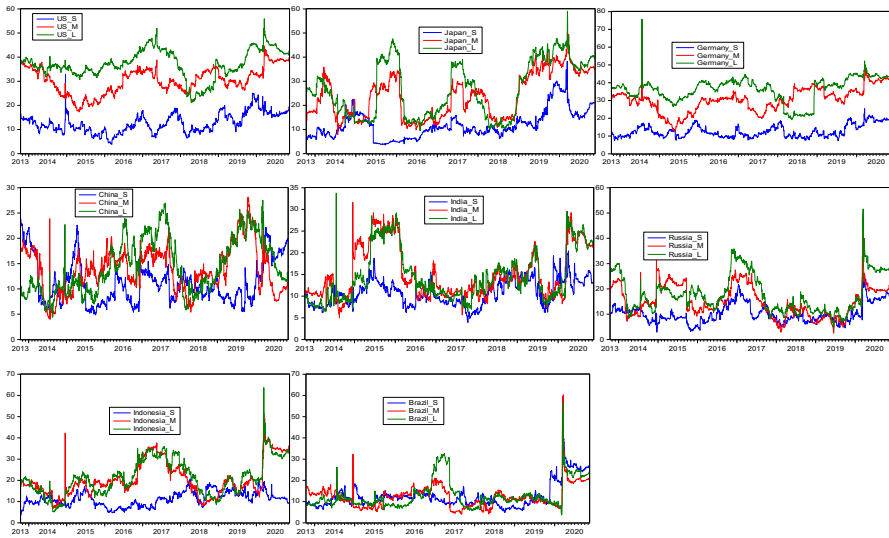 60
50
40
30
20
10
0
US_S
US_M
US_L
2013 2014 2015 2016 2017 2018 2019 2020
60
50
40
30
20
10
0
Japan_S
Japan_M
Japan_L
2013 2014 2015 2016 2017 2018 2019 2020
80
70
60
50
40
30
20
10
0
Germany_S
Germany_M
Germany_L
2013 2014 2015 2016 2017 2018 2019 2020
30
25
20
15
10
5
0
China_S
China_M
China_L
2013 2014 2015 2016 2017 2018 2019 2020
35
30
25
20
15
10
5
0
India_S
India_M
India_L
2013 2014 2015 2016 2017 2018 2019 2020
60
50
40
30
20
10
0
Russia_S
Russia_M
Russia_L
2013 2014 2015 2016 2017 2018 2019 2020
70
60
50
40
30
20
10
0
Indonesia_S
Indonesia_M
Indonesia_L
2013 2014 2015 2016 2017 2018 2019 2020
70
60
50
40
30
20
10
0
Brazil_S
Brazil_M
Brazil_L
2013 2014 2015 2016 2017 2018 2019 2020